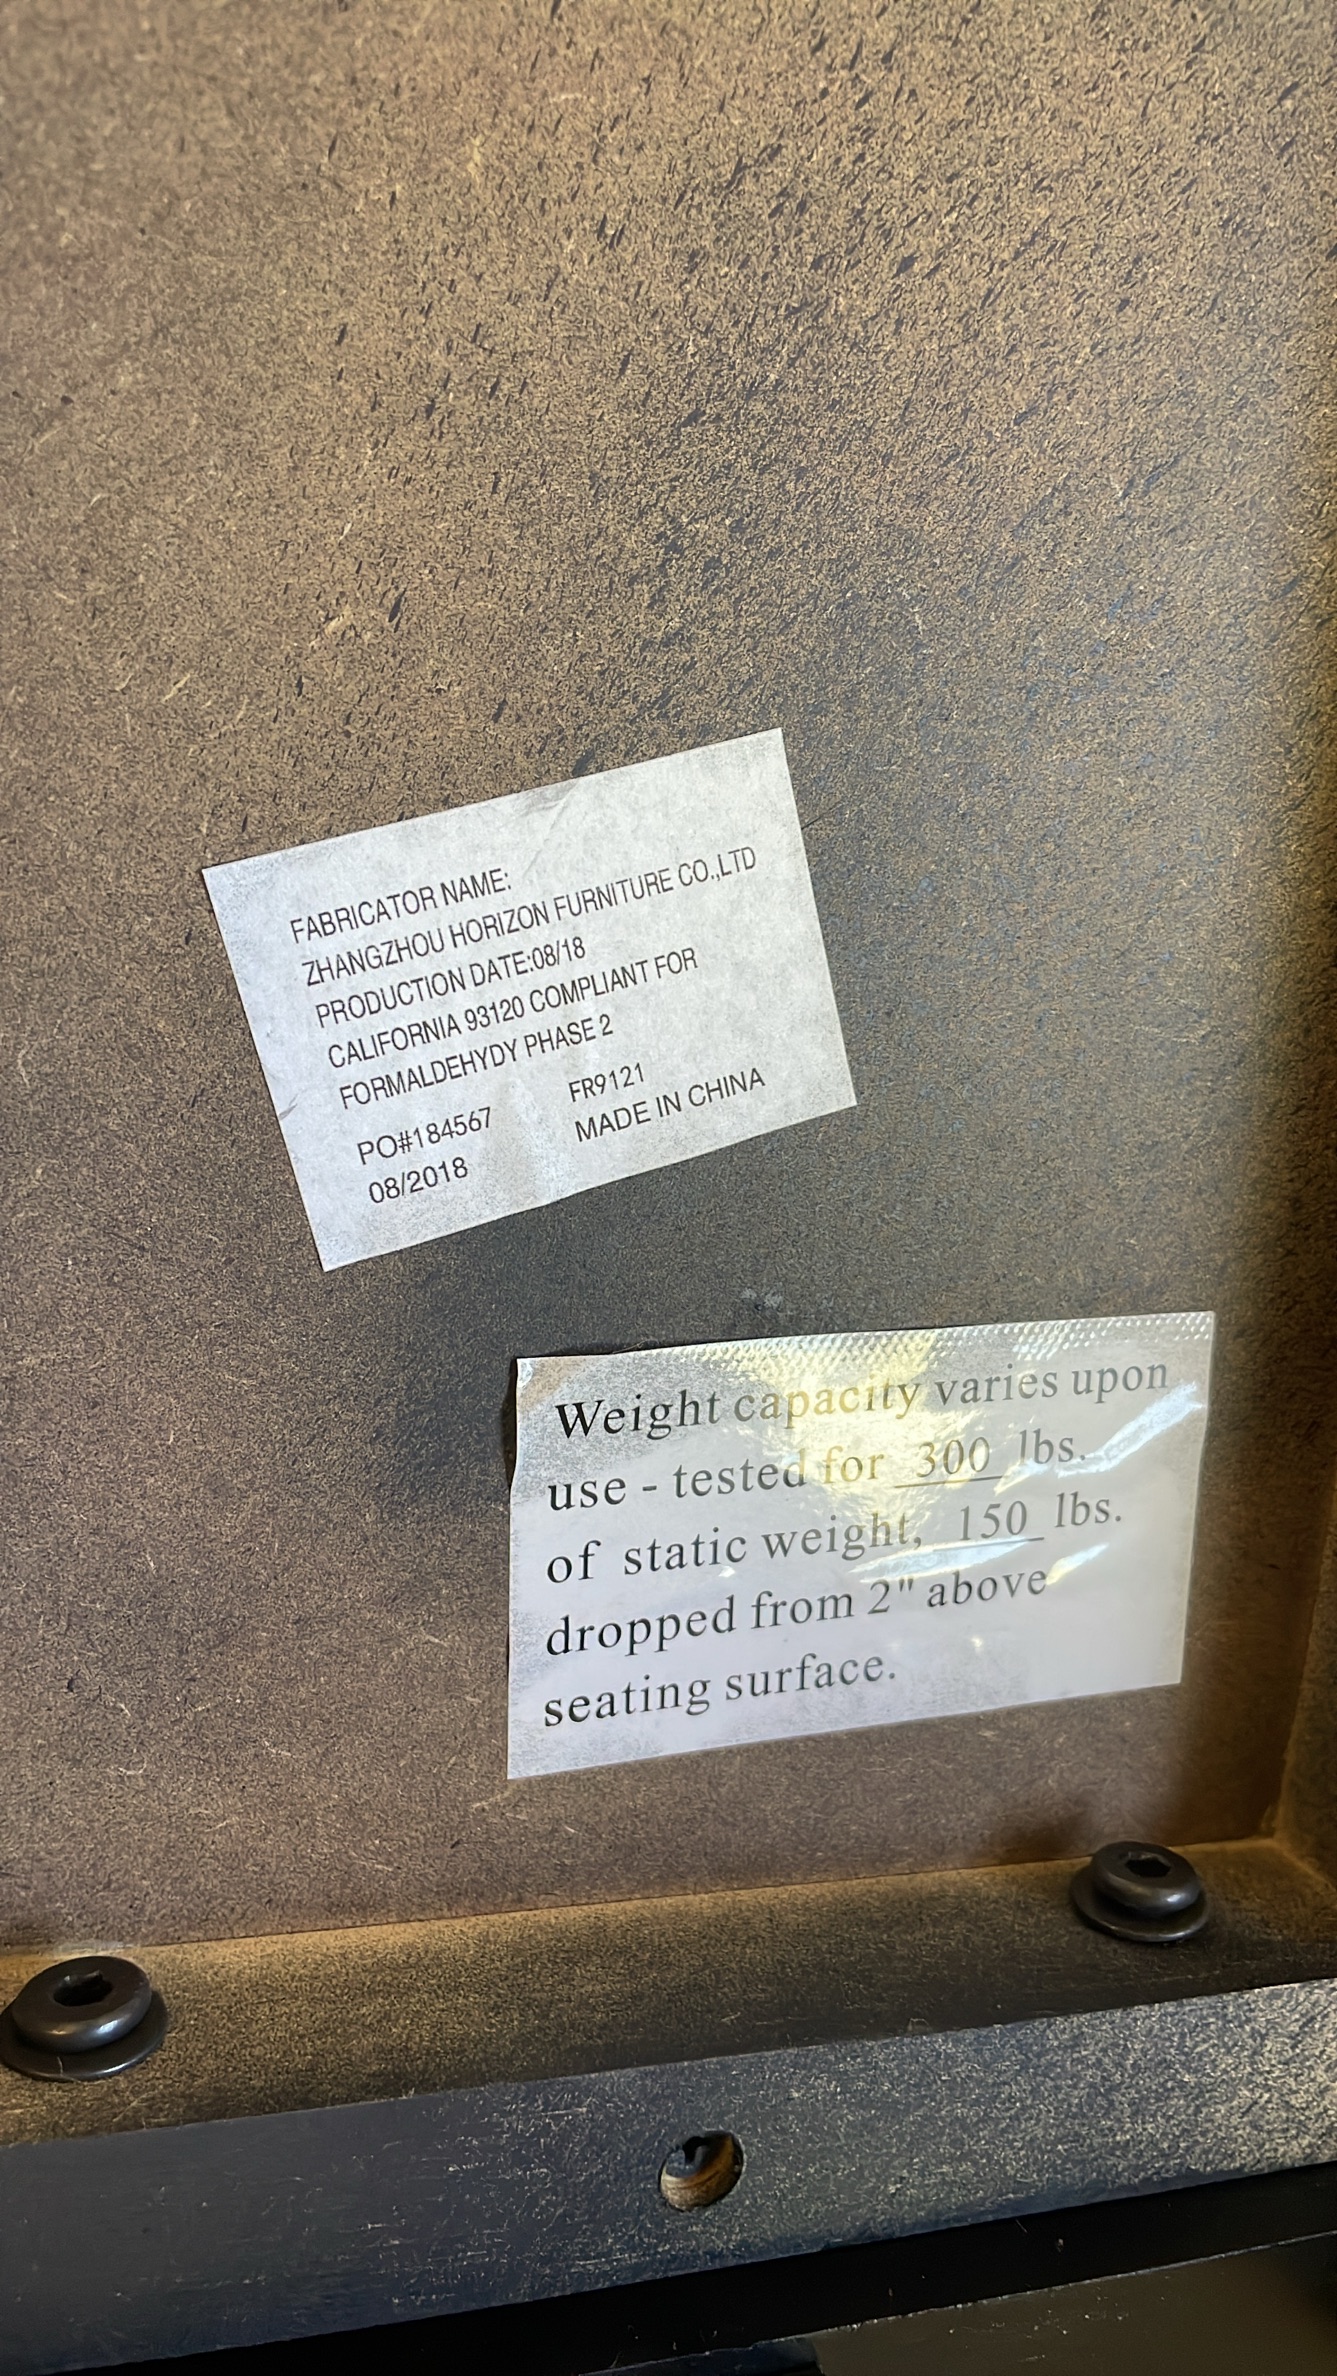 FABRICATOR NAME:
ZHANGZHOU HORIZON FURNITURE CO.,LTD
PRODUCTION DATE:08/18
CALIFORNIA 93120 COMPLIANT FOR
FORMALDEHYDY PHASE 2
PO#184567 FR9121
08/2018 MADE IN CHINA
Weight capacity varies upon
use - tested for 300 lbs.
of static weight, 150 lbs.
dropped from 2" above
seating surface.